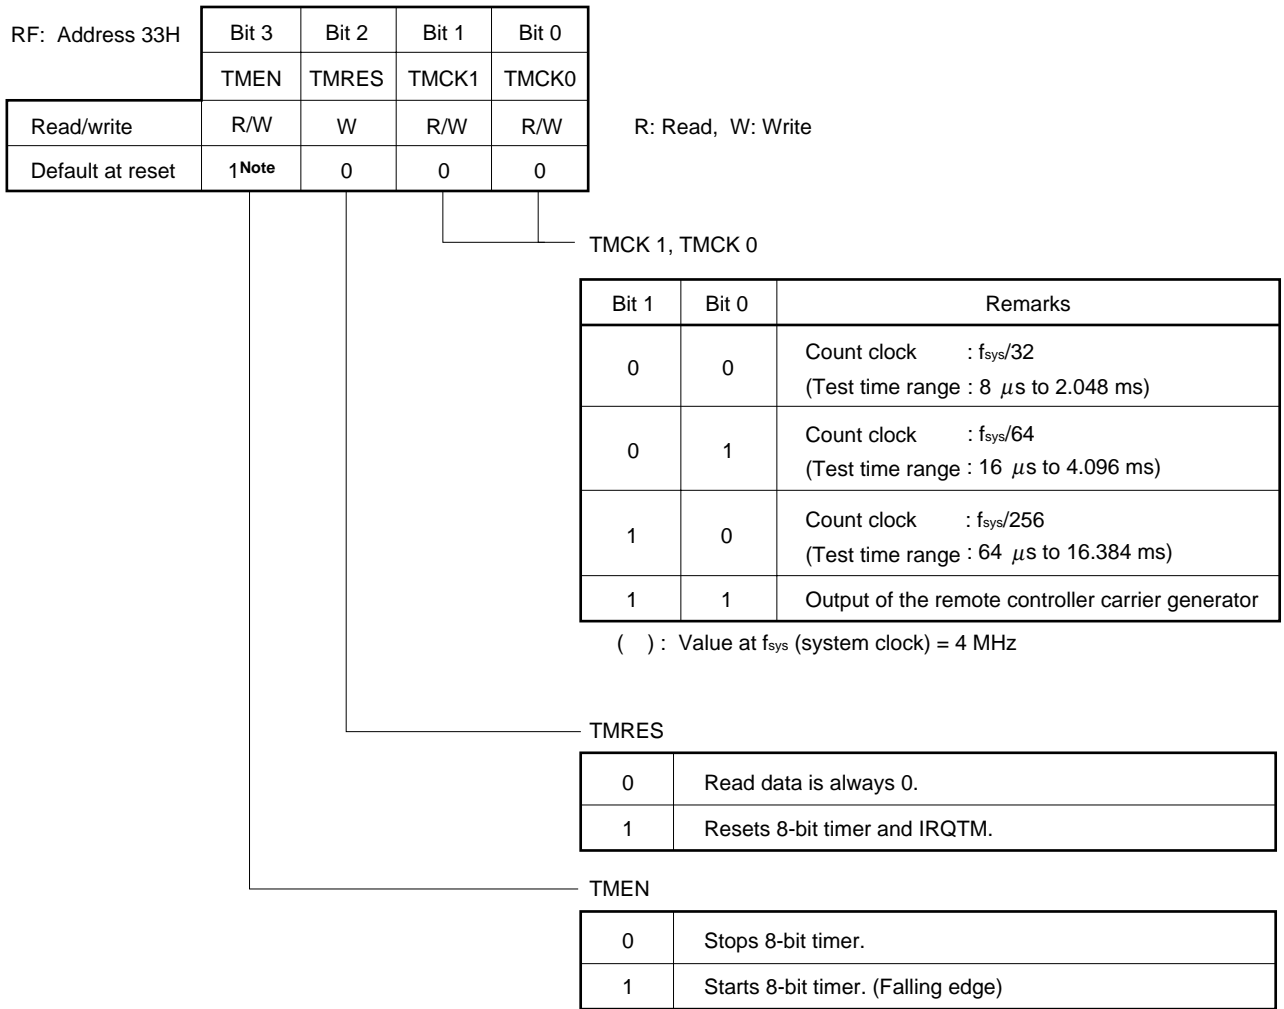 RF: Address 33H Bit 3 Bit 2 Bit 1 Bit 0
TMEN TMRES TMCK1 TMCK0
Read/write R/W W R/W R/W R: Read, W: Write
Default at reset 1Note 0 0 0
TMCK 1, TMCK 0
Bit 1 Bit 0 Remarks
0 0 Count clock : fsys/32
(Test time range : 8 μs to 2.048 ms)
0 1 Count clock : fsys/64
(Test time range : 16 μs to 4.096 ms)
1 0 Count clock : fsys/256
(Test time range : 64 μs to 16.384 ms)
1 1 Output of the remote controller carrier generator
( ) : Value at fsys (system clock) = 4 MHz
TMRES
0 Read data is always 0.
1 Resets 8-bit timer and IRQTM.
TMEN
0 Stops 8-bit timer.
1 Starts 8-bit timer. (Falling edge)